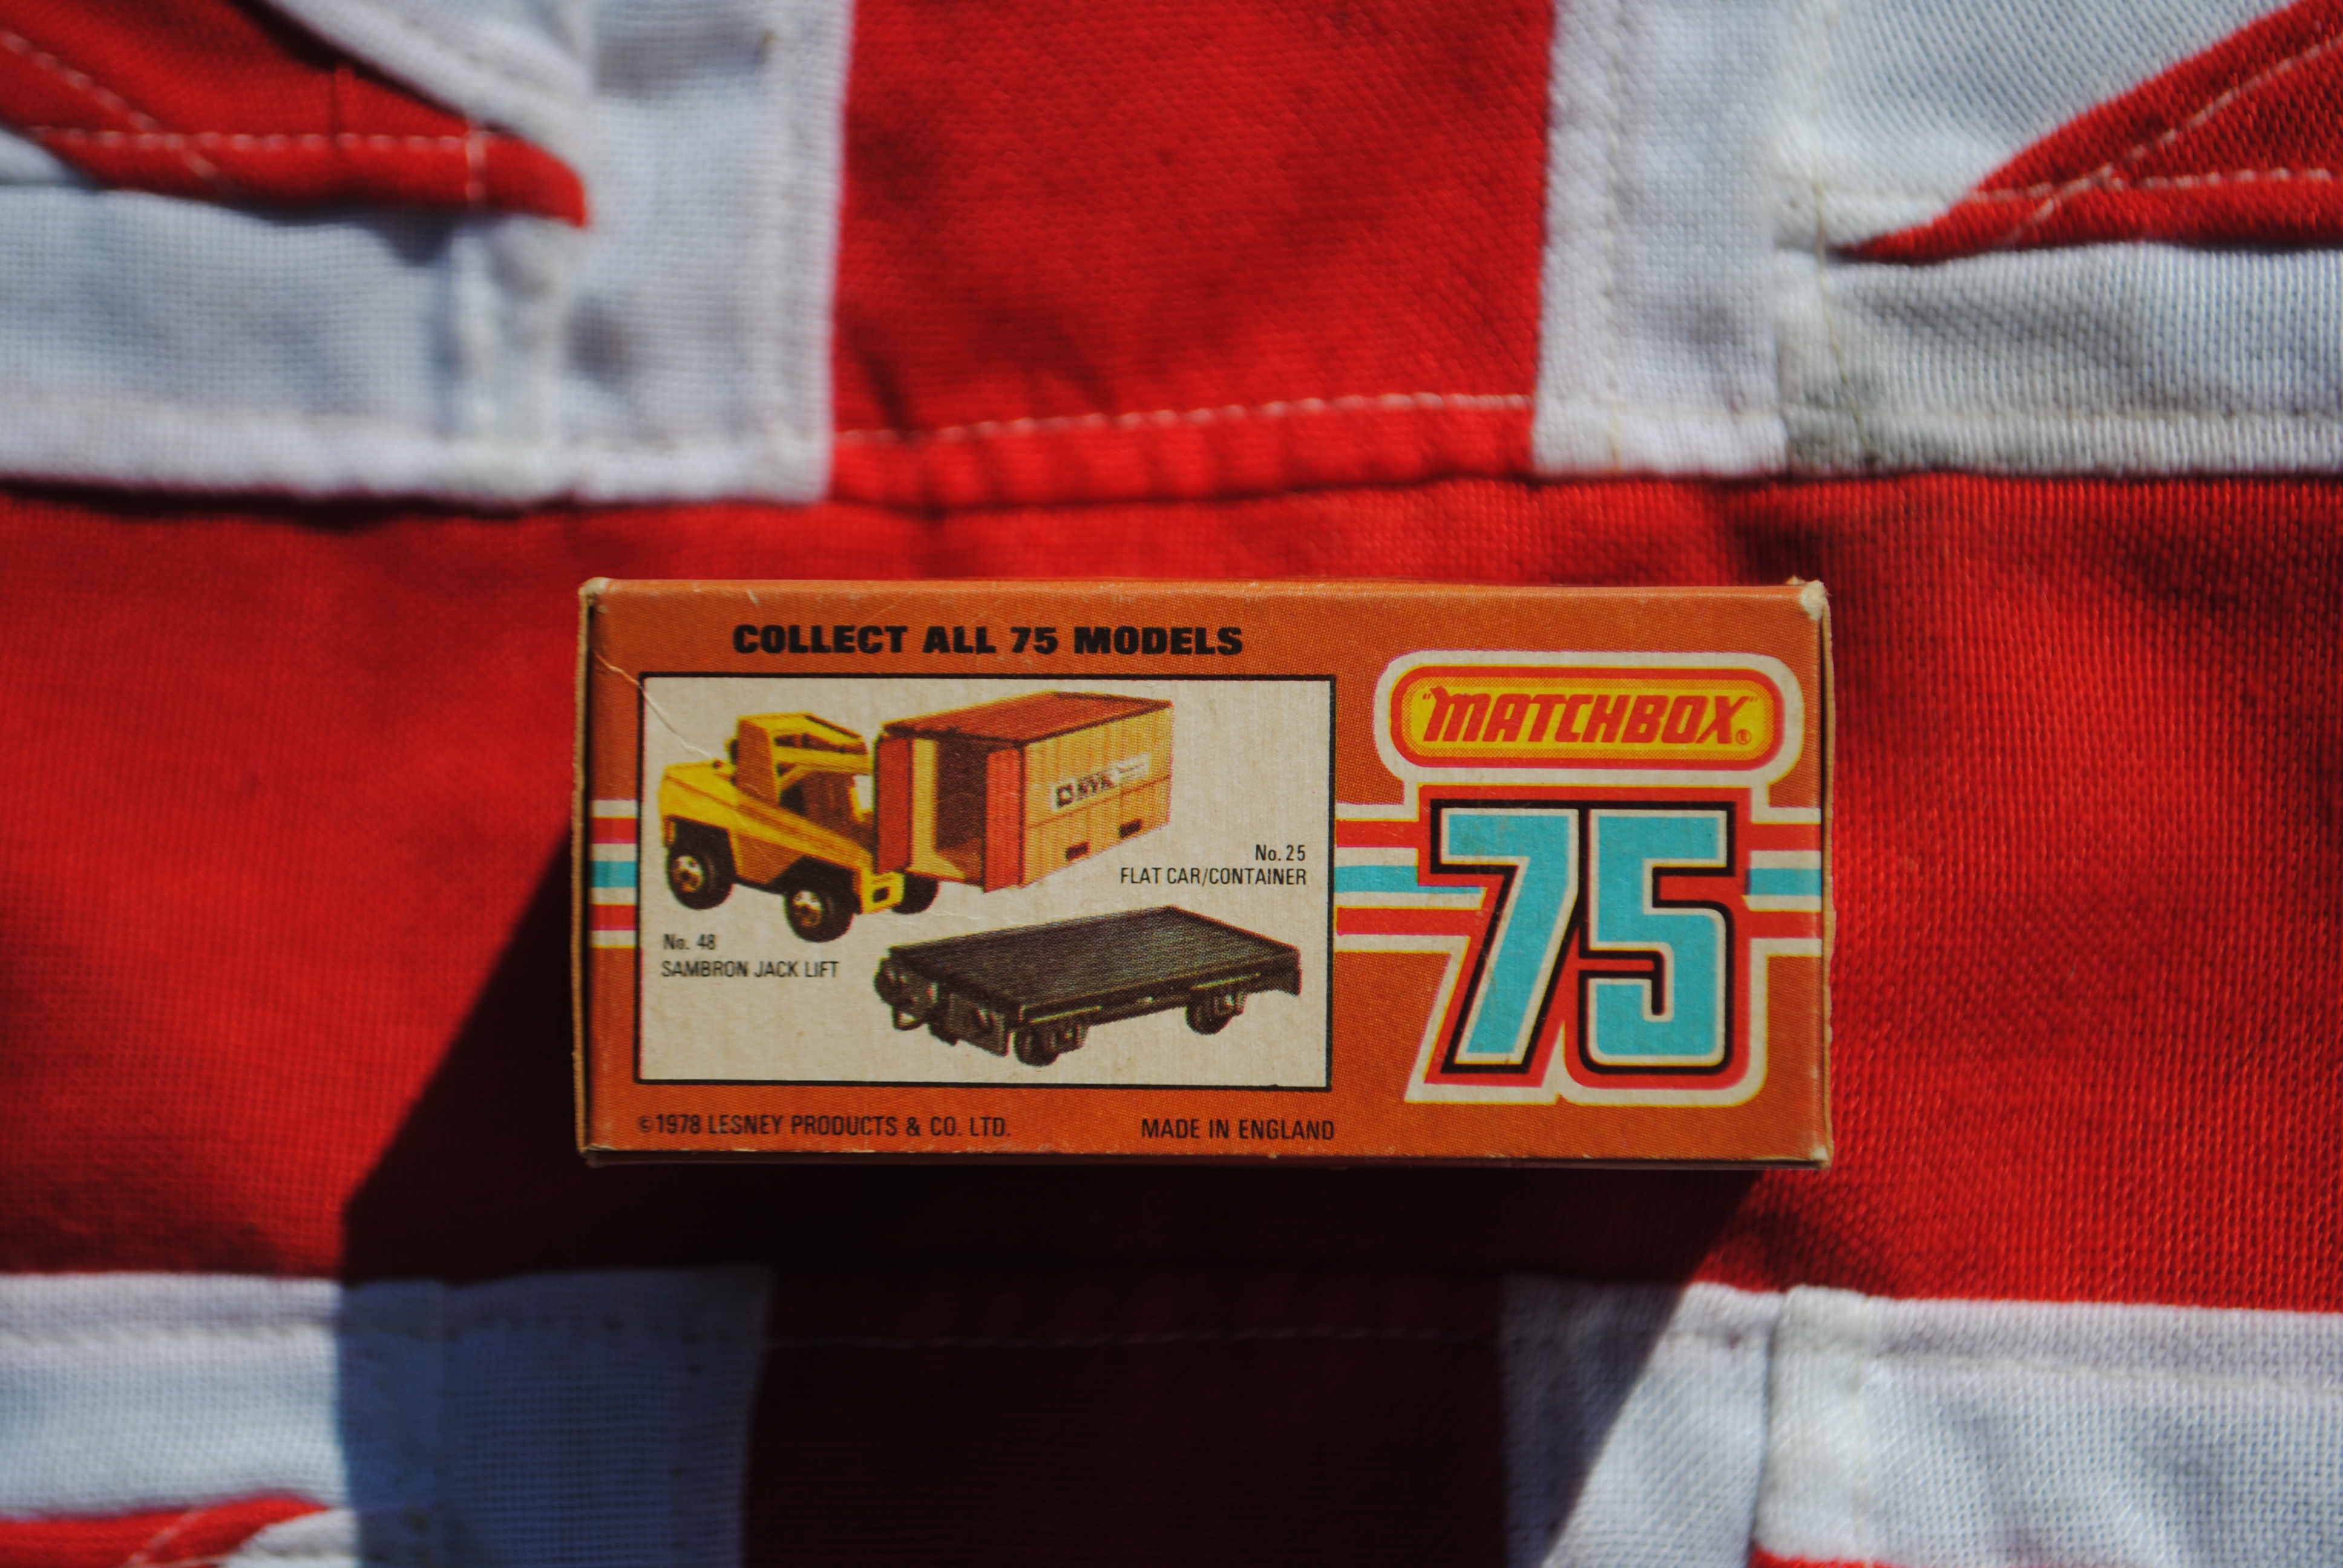 COLLECT ALL 75 MODELS
"MATCHBOX"®
75
No. 25
FLAT CAR/CONTAINER
No. 48
SAMBRON JACK LIFT
©1978 LESNEY PRODUCTS & CO. LTD.
MADE IN ENGLAND